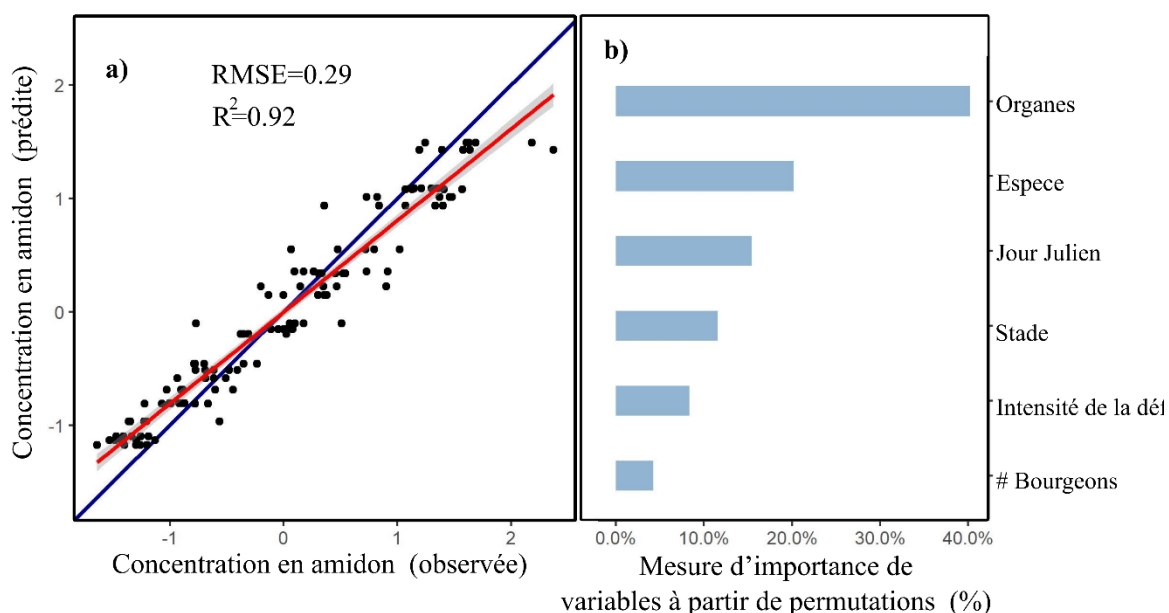 a)
RMSE=0.29
R²=0.92
Concentration en amidon (prédite)
2
1
0
-1
-1
0
1
2
Concentration en amidon (observée)
b)
Organes
Espece
Jour Julien
Stade
Intensité de la déf
# Bourgeons
0.0%
10.0%
20.0%
30.0%
40.0%
Mesure d’importance de
variables à partir de permutations (%)